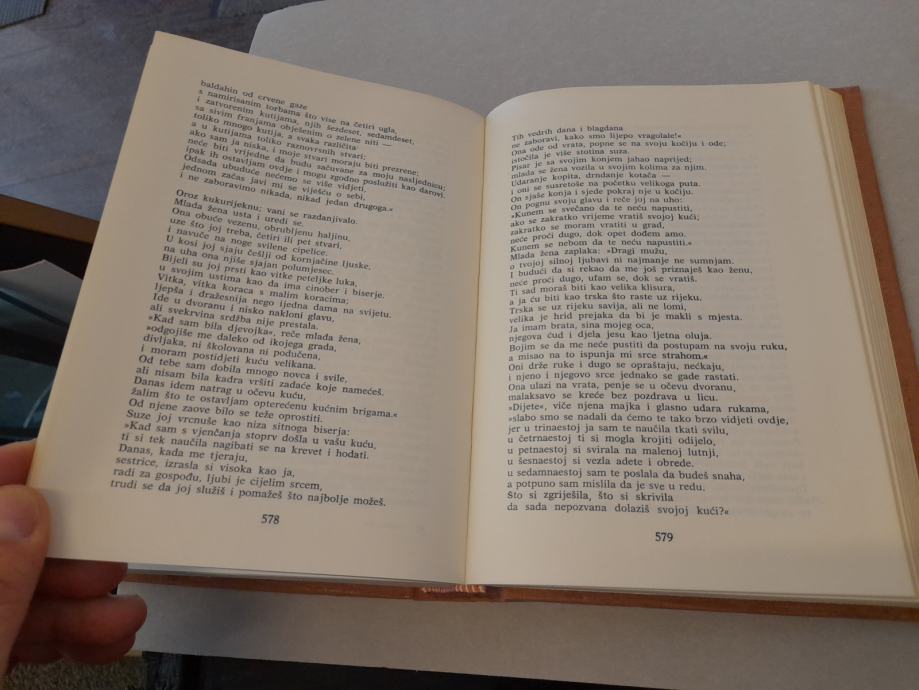 baldahin od crvene gaze
s namirisanim torbama što vise na četiri ugla,
i zatvorenim kutijama, njih šezdeset, sedamdeset,
sa sivim franjama obješenim o zelene niti —
toliko mnogo kutija, a svaka različita
a u kutijama toliko raznovrsnih stvari;
ako sam ja niska, i moje stvari moraju biti prezrene;
neće biti vrijedne da budu sačuvane za moju nasljednicu;
ipak ih ostavljam ovdje i mogu zgodno poslužiti kao darovi.
Odsada ubuduće nećemo se više vidjeti,
jednom začas javi mi se viješću o sebi,
i ne zaboravimo nikada, nikad jedan drugoga.«
Oroz kukurijeknu; vani se razdanjivalo.
Mlada žena usta i uredi se.
Ona obuče vezenu, obrubljenu haljinu,
uze što joj treba, četiri ili pet stvari,
i navuče na noge svilene cipelice.
U kosi joj sjaju češlji od kornjačine ljuske,
na uha ona njiše sjajan polumjesec.
Bijeli su joj prsti kao vitke peteljke luka,
u svojim ustima kao da ima cinober i biserje.
Vitka, vitka koraca s malim koracima;
ljepša i dražesnija nego ijedna dama na svijetu.
Ide u dvoranu i nisko nakloni glavu,
ali svekrvina srdžba nije prestala.
»Kad sam bila djevojka«, reče mlada žena,
»odgojiše me daleko od ikojega grada,
divljaka, ni školovana ni podučena,
i moram postidjeti kuću velikana.
Od tebe sam dobila mnogo novca i svile,
ali nisam bila kadra vršiti zadaće koje namećeš.
Danas idem natrag u očevu kuću,
žalim što te ostavljam opterećenu kućnim brigama.«
Od njene zaove bilo se teže oprostiti.
Suze joj vrcnuše kao niza sitnoga biserja:
»Kad sam s vjenčanja stoprv došla u vašu kuću,
ti si tek naučila nagibati se na krevet i hodati.
Danas, kada me tjeraju,
sestrice, izrasla si visoka kao ja,
radi za gospođu, ljubi je cijelim srcem,
trudi se da joj služiš i pomažeš što najbolje možeš.
578
Tih vedrih dana i blagdana
ne zaboravi, kako smo lijepo vragolale!«
Ona ode od vrata, popne se na svoju kočiju i ode;
istočila je više stotina suza.
Pisar je sa svojim konjem jahao naprijed;
mlada se žena vozila u svojim kolima za njim.
Udaranje kopita, drndanje kotača —
i oni se susretoše na početku velikoga puta.
On sjaše konja i sjede pokraj nje u kočiju.
On pognu svoju glavu i reče joj na uho:
»Kunem se svečano da te neću napustiti,
ako se zakratko vrijeme vratiš svojoj kući;
zakratko se moram vratiti u grad,
neće proći dugo, dok opet dođem amo.
Kunem se nebom da te neću napustiti.«
Mlada žena zaplaka: »Dragi mužu,
o tvojoj silnoj ljubavi ni najmanje ne sumnjam.
I budući da si rekao da me još priznaješ kao ženu,
neće proći dugo, ufam se, dok se vratiš.
Ti sad moraš biti kao velika klisura,
a ja ću biti kao trska što raste uz rijeku.
Trska se uz rijeku savija, ali ne lomi,
velika je hrid prejaka da bi je makli s mjesta.
Ja imam brata, sina mojeg oca,
njegova ćud i djela jesu kao ljetna oluja.
Bojim se da me neće pustiti da postupam na svoju ruku,
a misao na to ispunja mi srce strahom.«
Oni drže ruke i dugo se opraštaju, nećkaju,
i njeno i njegovo srce jednako se gade rastati.
Ona ulazi na vrata, penje se u očevu dvoranu,
malaksavo se kreće bez pozdrava u licu.
»Dijete«, viče njena majka i glasno udara rukama,
»slabo smo se nadali da ćemo te tako brzo vidjeti ovdje,
jer u trinaestoj ja sam te naučila tkati svilu,
u četrnaestoj ti si mogla krojiti odijelo,
u petnaestoj si svirala na malenoj lutnji,
u šesnaestoj si vezla adete i obrede.
u sedamnaestoj sam te poslala da budeš snaha,
a potpuno sam mislila da je sve u redu.
Što si zgriješila, što si skrivila
da sada nepozvana dolaziš svojoj kući?«
579